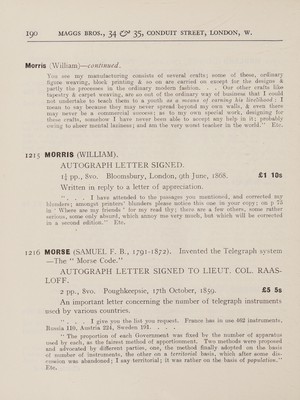 190 MAGGS BROS., 34 & 35, CONDUIT STREET, LONDON, W.
Morris (William)—continued.
You see my manufacturing consists of several crafts; some of these, ordinary
figure weaving, block printing & so on are carried on except for the designs &
partly the processes in the ordinary modern fashion. . . Our other crafts like
tapestry & carpet weaving, are so out of the ordinary way of business that I could
not undertake to teach them to a youth as a means of earning his livelihood: I
mean to say because they may never spread beyond my own walls, & even there
may never be a commercial success: as to my own special work, designing for
these crafts, somehow I have never been able to accept any help in it; probably
owing to sheer mental laziness; and am the very worst teacher in the world." Etc.
1215 MORRIS (WILLIAM).
AUTOGRAPH LETTER SIGNED.
1½ pp., 8vo. Bloomsbury, London, 9th June, 1868. £1 10s
Written in reply to a letter of appreciation.
". . . I have attended to the passages you mentioned, and corrected my
blunders; amongst printers' blunders please notice this one in your copy; on p 75
in 'Where are my friends' for my read thy; there are a few others, some rather
serious, some only absurd, which annoy me very much, but which will be corrected
in a second edition." Etc.
1216 MORSE (SAMUEL F. B., 1791-1872). Invented the Telegraph system
—The " Morse Code."
AUTOGRAPH LETTER SIGNED TO LIEUT. COL. RAAS-
LOFF.
2 pp., 8vo. Poughkeepsie, 17th October, 1859. £5 5s
An important letter concerning the number of telegraph instruments
used by various countries.
". . . I give you the list you request. France has in use 462 instruments.
Russia 110, Austria 224, Sweden 194. . . .
" The proportion of each Government was fixed by the number of apparatus
used by each, as the fairest method of apportionment. Two methods were proposed
and advocated by different parties, one, the method finally adopted on the basis
of number of instruments, the other on a territorial basis, which after some dis-
cussion was abandoned; I say territorial; it was rather on the basis of population."
Etc.